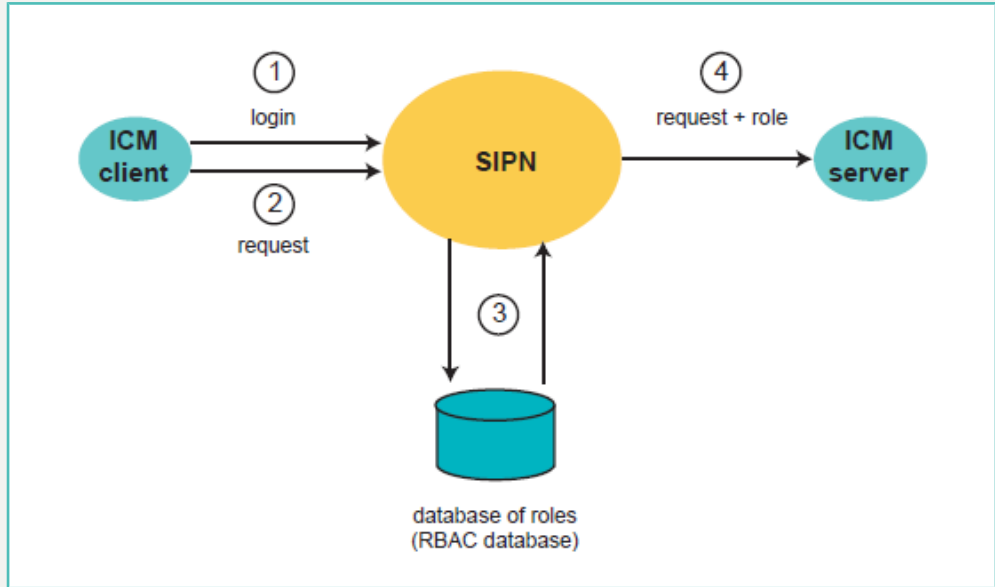 1
login
ICM
client
2
request
SIPN
3
4
request + role
ICM
server
database of roles
(RBAC database)